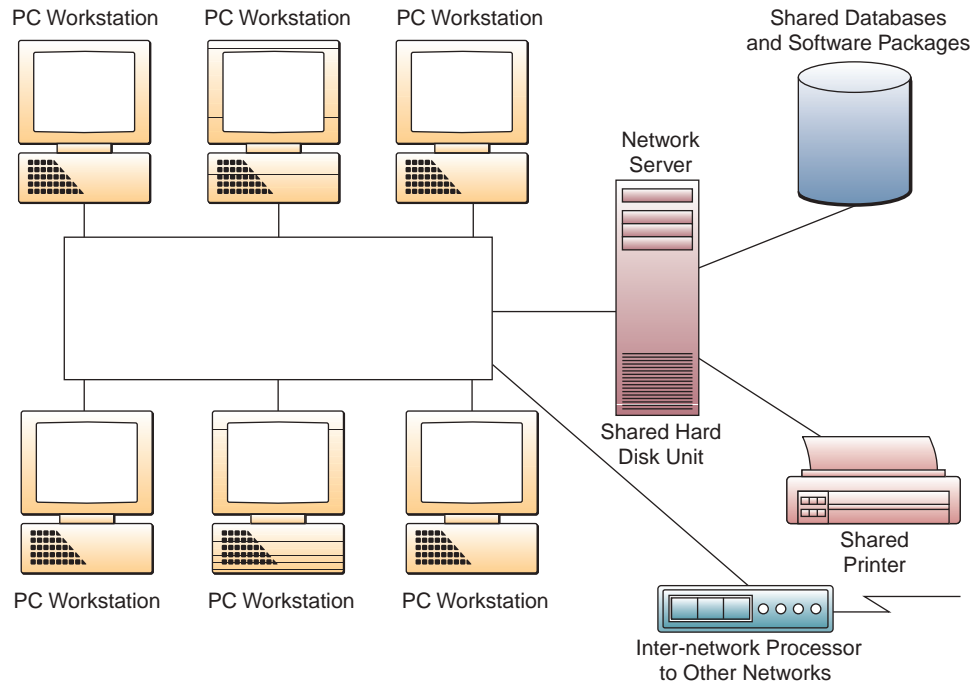 PC Workstation
PC Workstation
PC Workstation
Shared Databases
and Software Packages
Network
Server
Shared Hard
Disk Unit
Shared
Printer
PC Workstation
PC Workstation
PC Workstation
Inter-network Processor
to Other Networks